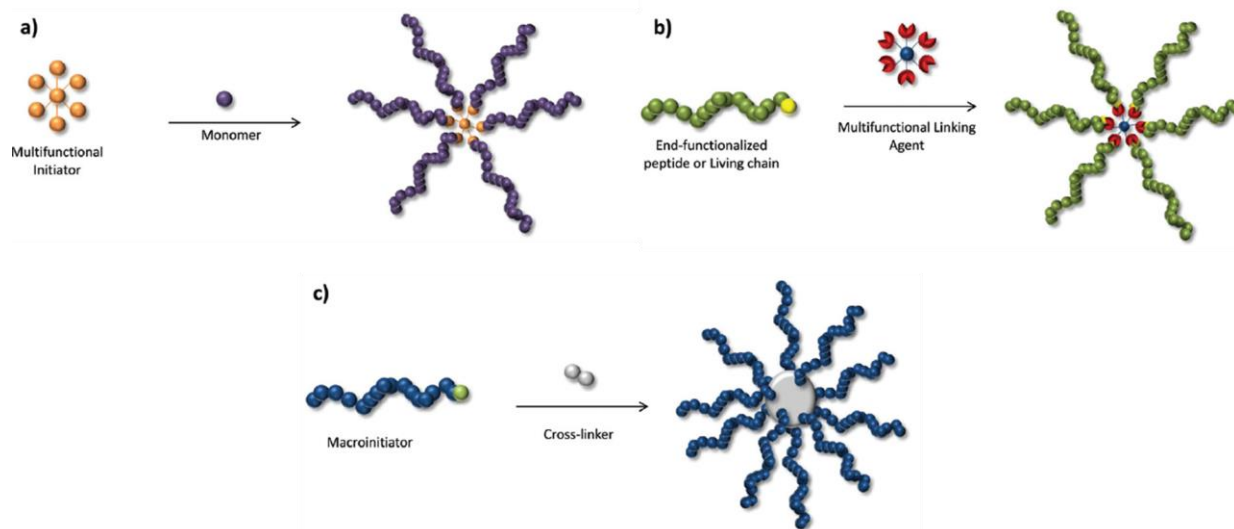 a)
Multifunctional
Initiator
Monomer
b)
End-functionalized
peptide or Living chain
Multifunctional Linking
Agent
c)
Macroinitiator
Cross-linker